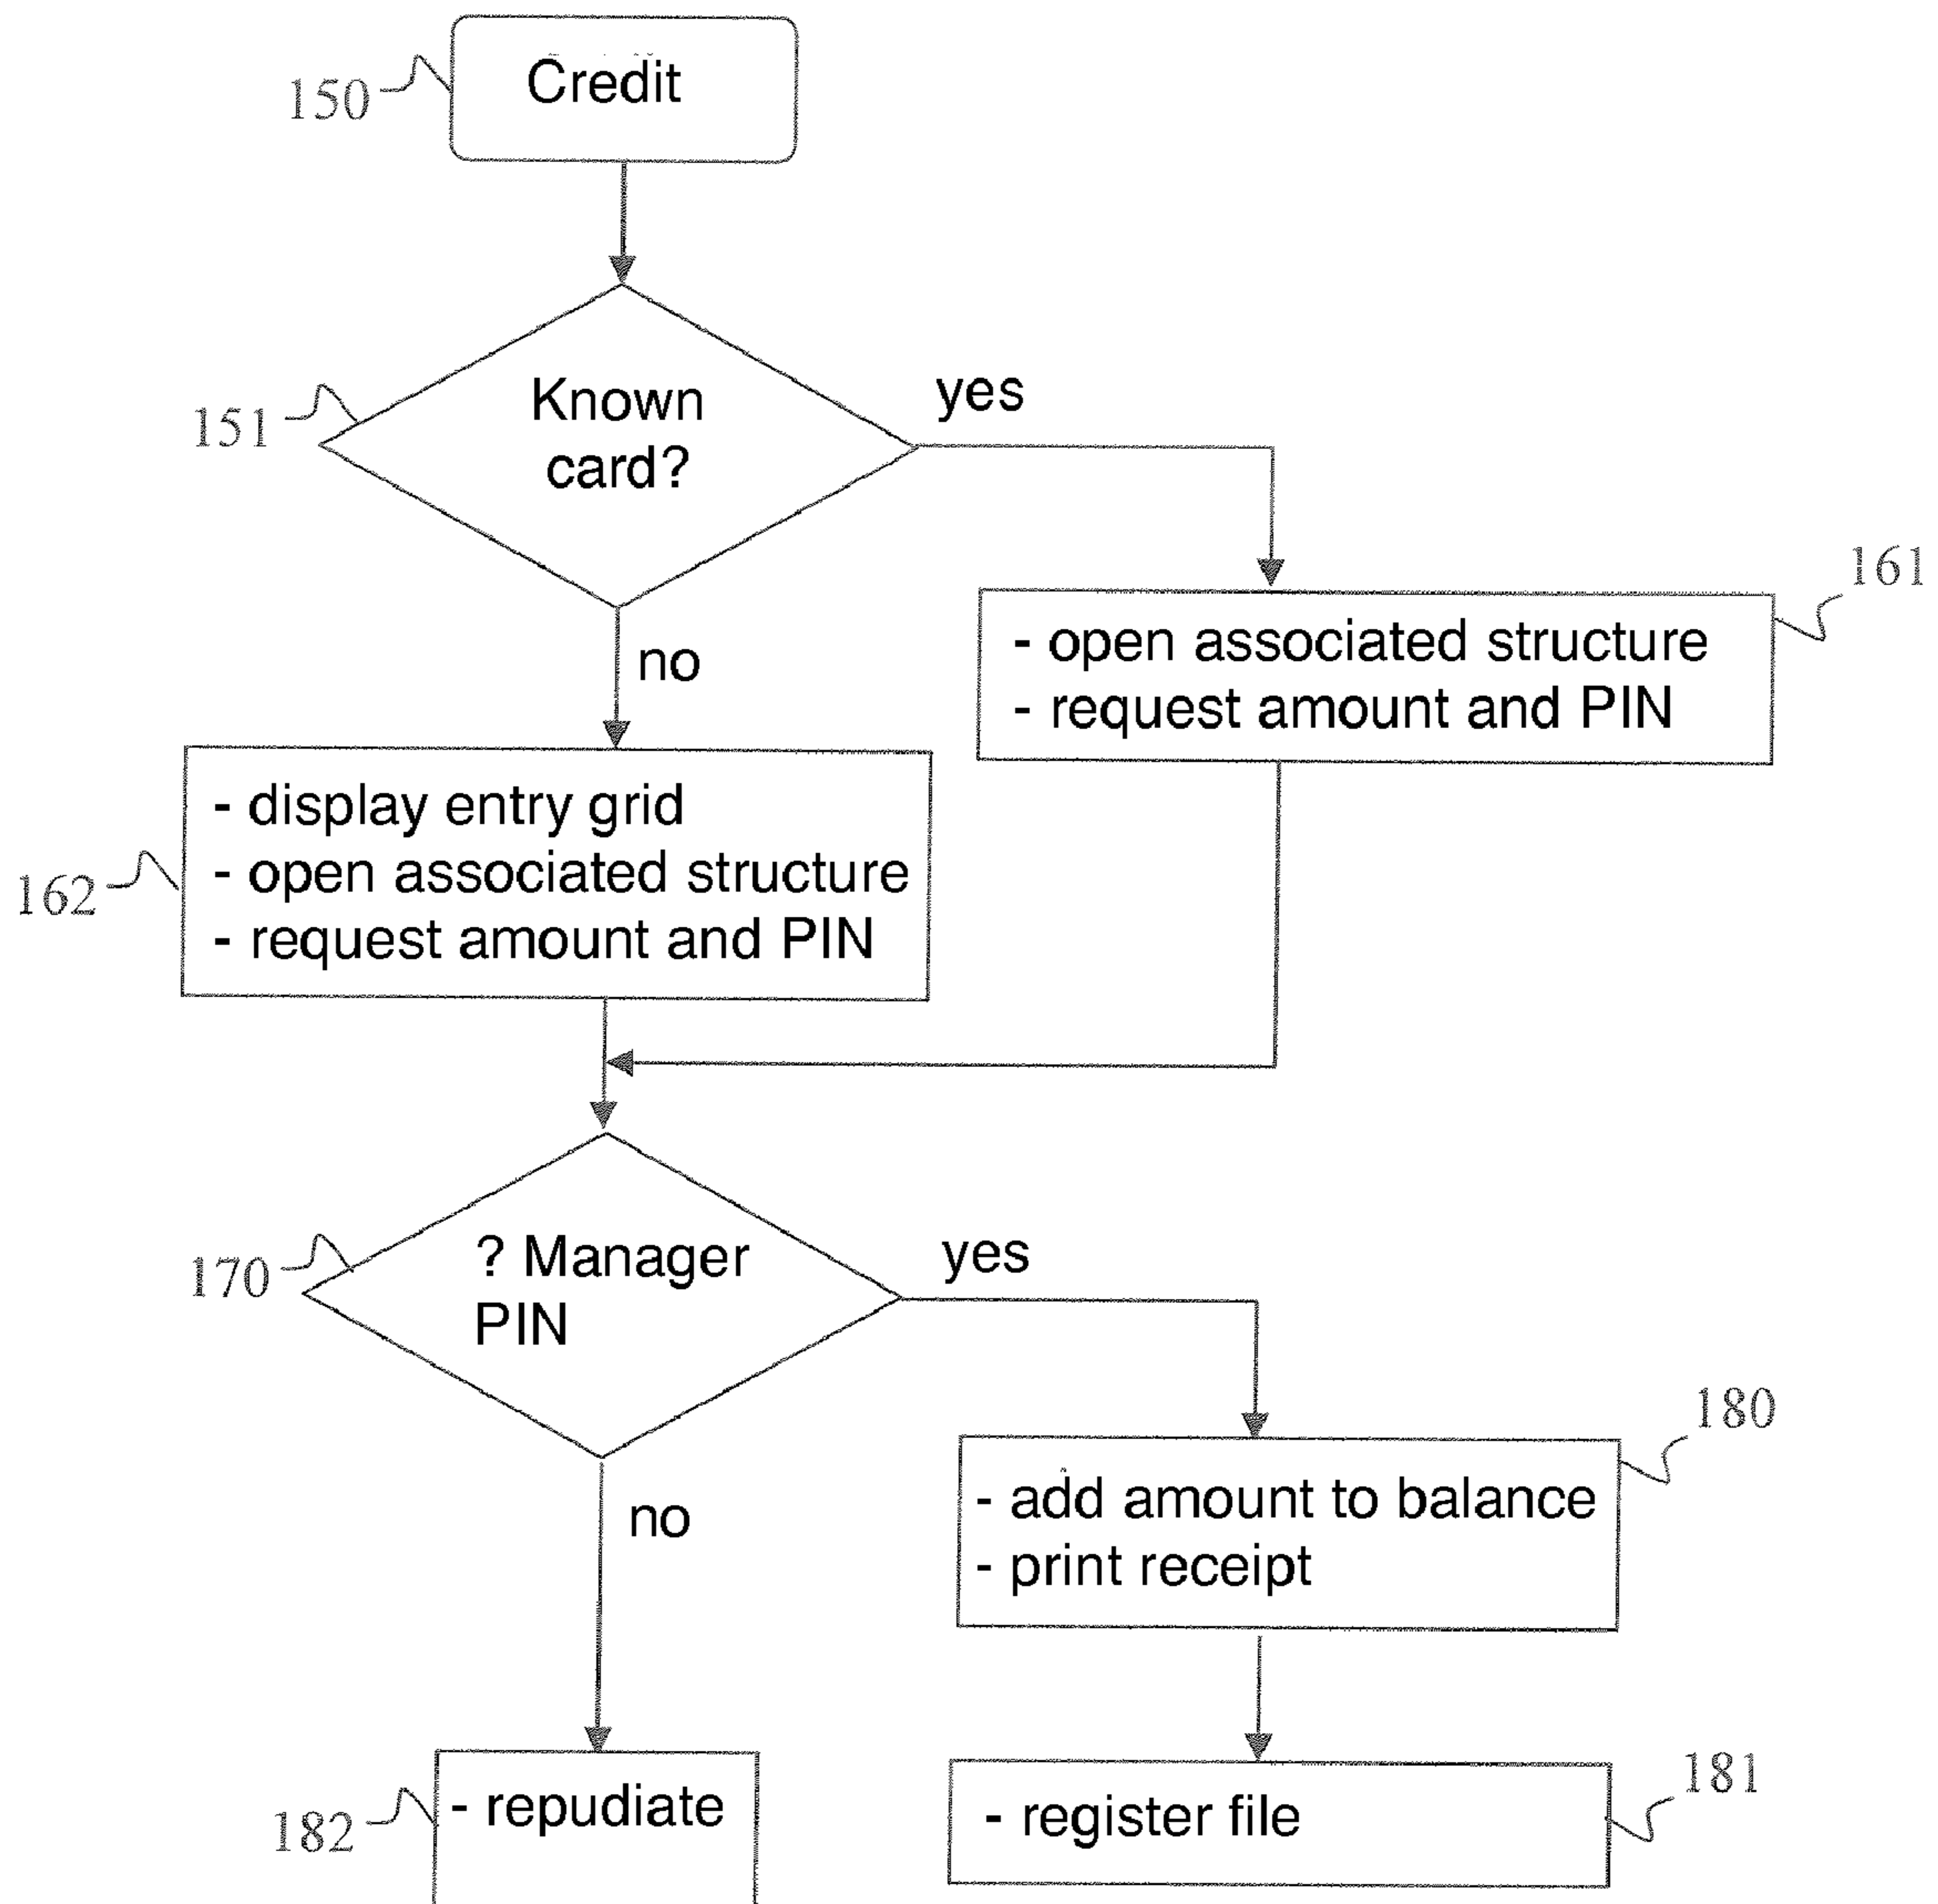 Credit
150
Known
card?
151
yes
no
161
- open associated structure
- request amount and PIN
- display entry grid
- open associated structure
- request amount and PIN
162
? Manager
PIN
170
yes
no
180
- add amount to balance
- print receipt
- repudiate
182
- register file
181